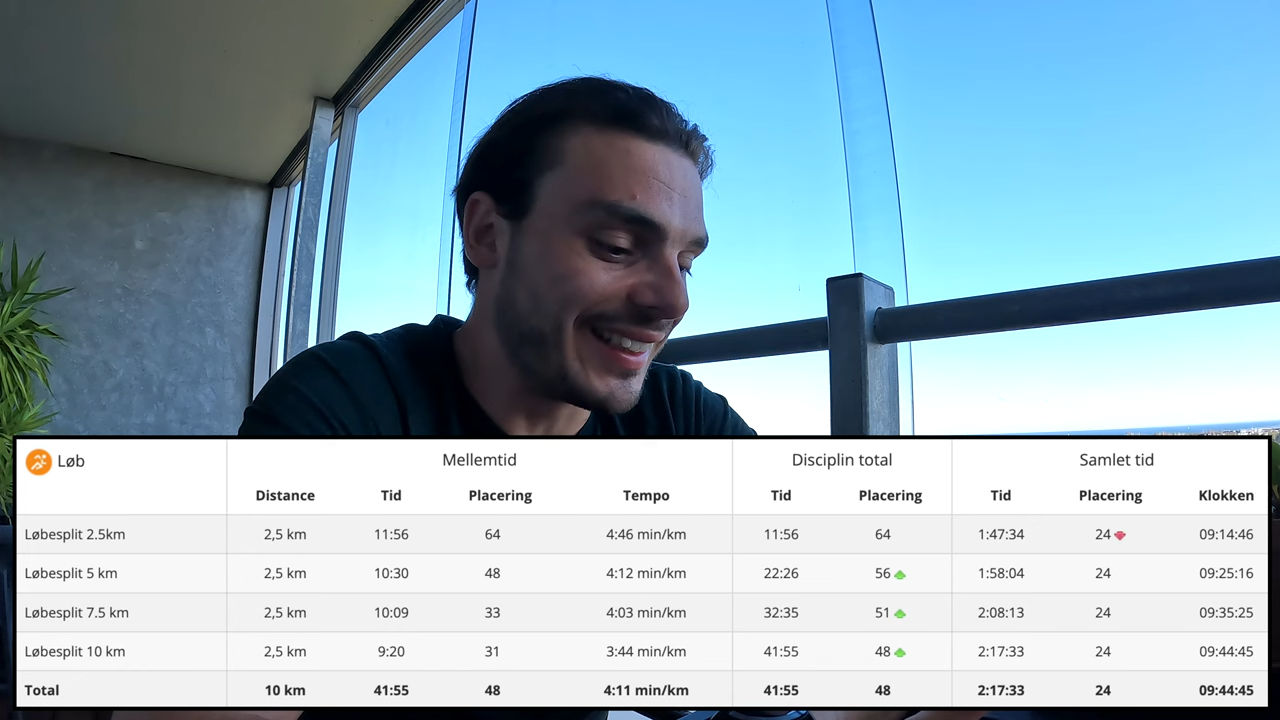 Løb Mellemtid Disciplin total Samlet tid
Distance Tid Placering Tempo Tid Placering Tid Placering Klokken
Løbesplit 2.5km 2,5 km 11:56 64 4:46 min/km 11:56 64 1:47:34 24 09:14:46
Løbesplit 5 km 2,5 km 10:30 48 4:12 min/km 22:26 56 1:58:04 24 09:25:16
Løbesplit 7.5 km 2,5 km 10:09 33 4:03 min/km 32:35 51 2:08:13 24 09:35:25
Løbesplit 10 km 2,5 km 9:20 31 3:44 min/km 41:55 48 2:17:33 24 09:44:45
Total 10 km 41:55 48 4:11 min/km 41:55 48 2:17:33 24 09:44:45